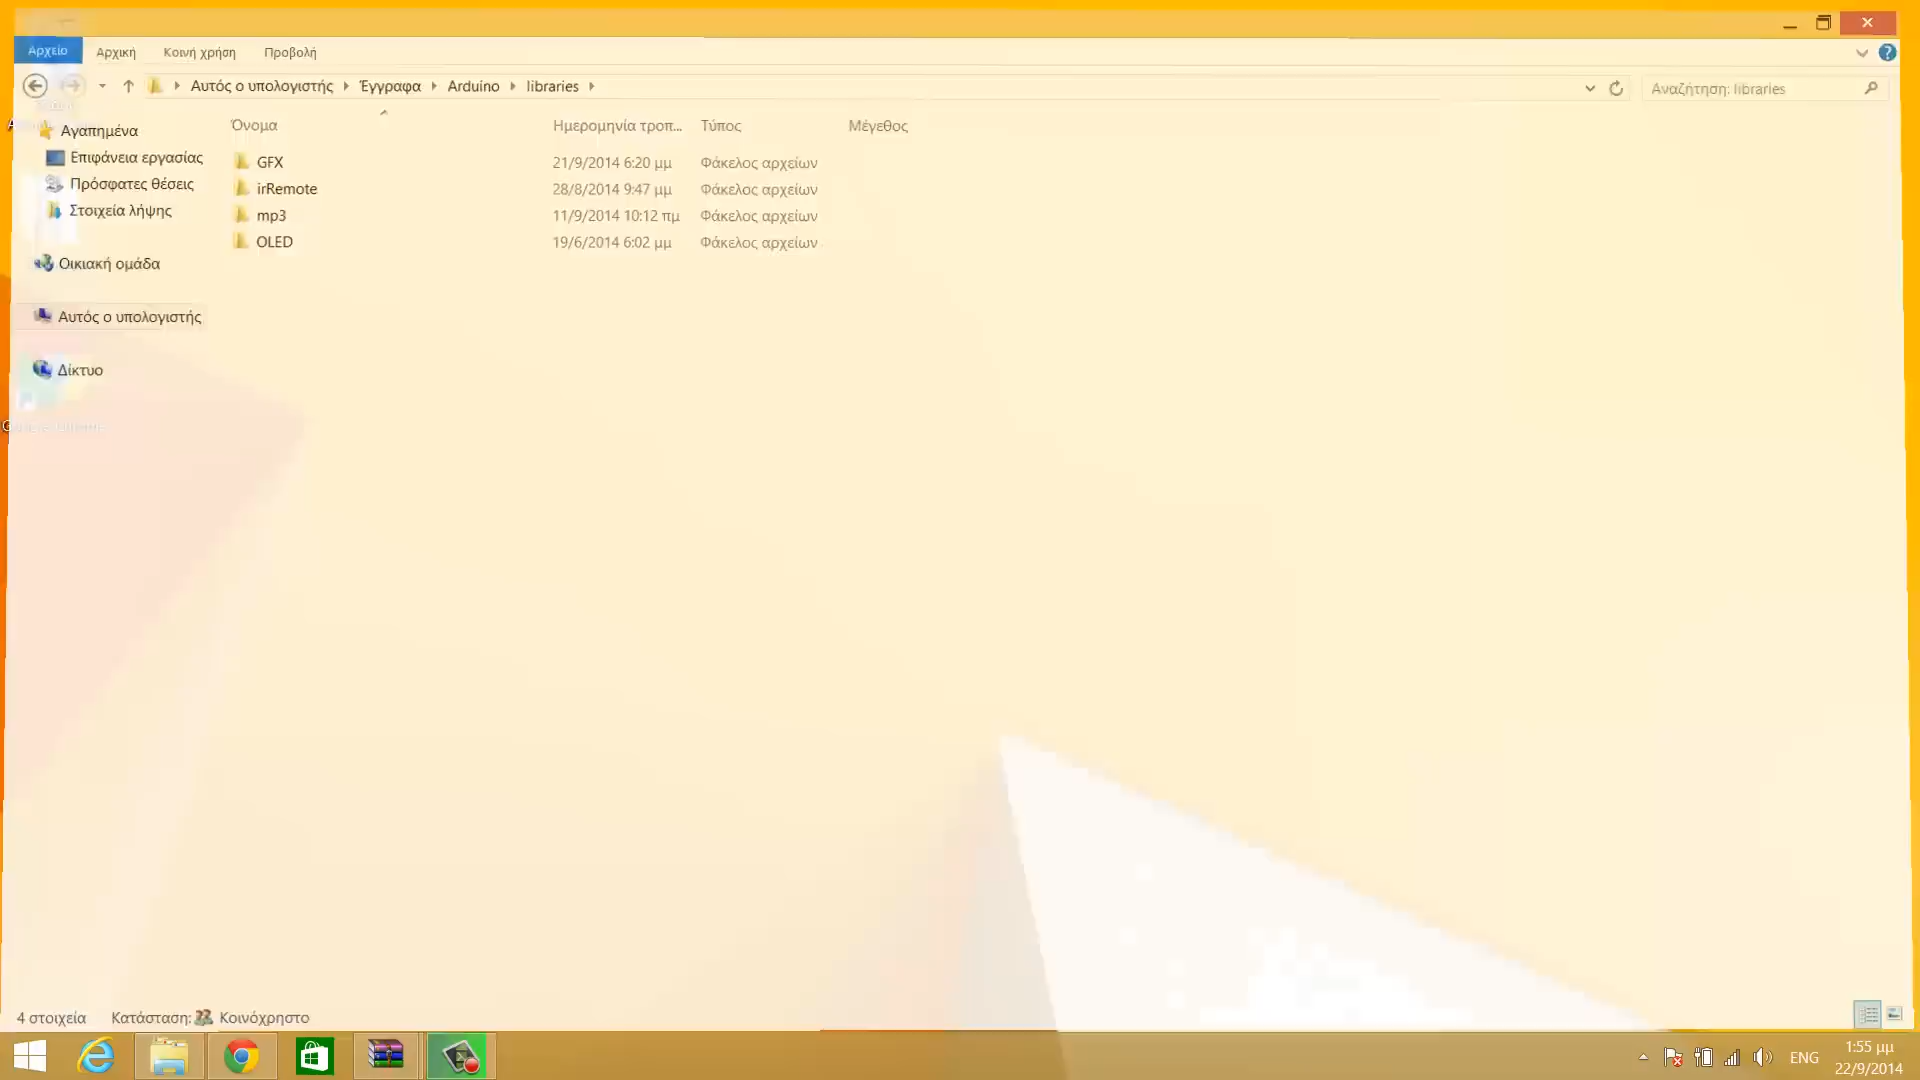 Αρχείο Αρχική Κοινή χρήση Προβολή
Αυτός ο υπολογιστής Έγγραφα Arduino libraries Αναζήτηση: libraries
Όνομα Ημερομηνία τροπ... Τύπος Μέγεθος
Αγαπημένα
Επιφάνεια εργασίας
Πρόσφατες θέσεις
Στοιχεία λήψης
Οικιακή ομάδα
Αυτός ο υπολογιστής
Δίκτυο
GFX 21/9/2014 6:20 μμ Φάκελος αρχείων
irRemote 28/8/2014 9:47 μμ Φάκελος αρχείων
mp3 11/9/2014 10:12 πμ Φάκελος αρχείων
OLED 19/6/2014 6:02 μμ Φάκελος αρχείων
4 στοιχεία Κατάσταση: Κοινόχρηστο
ENG 1:55 μμ
22/9/2014